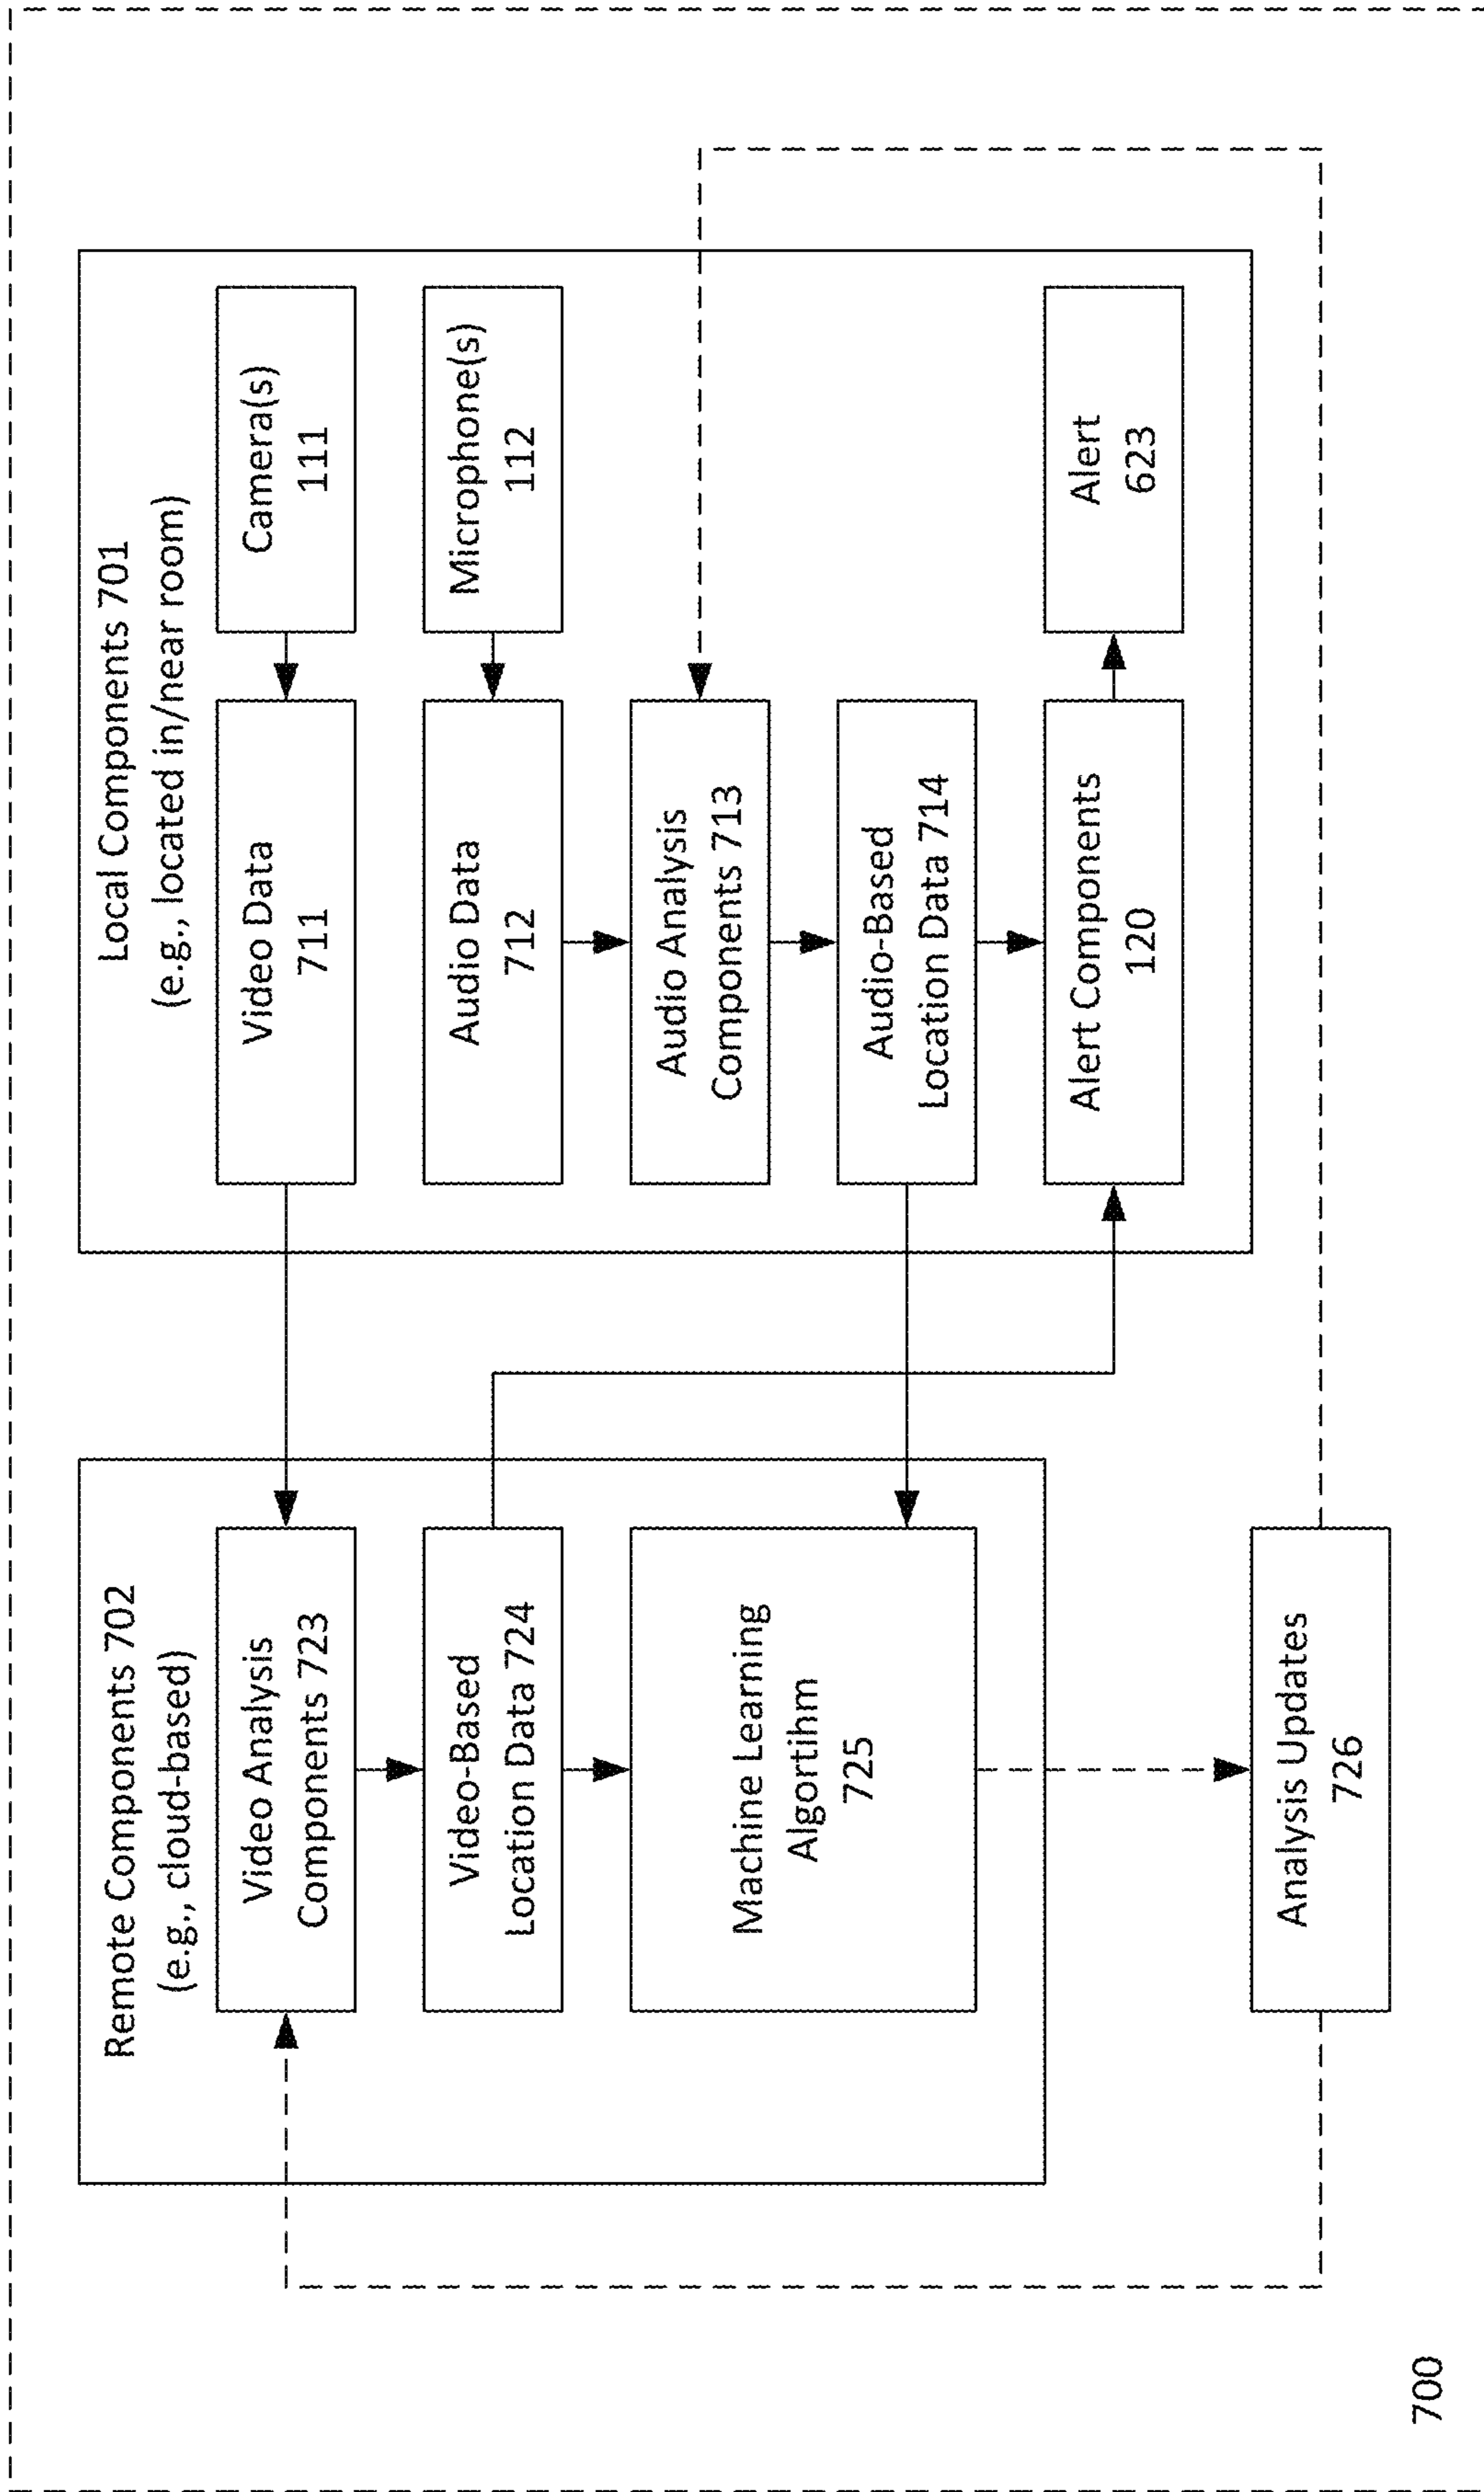 Remote Components 702
(e.g., cloud-based)
Video Analysis
Components 723
Video-Based
Location Data 724
Machine Learning
Algortihm
725
Analysis Updates
726
Local Components 701
(e.g., located in/near room)
Video Data
711
Camera(s)
111
Audio Data
712
Microphone(s)
112
Audio Analysis
Components 713
Audio-Based
Location Data 714
Alert Components
120
Alert
623
700